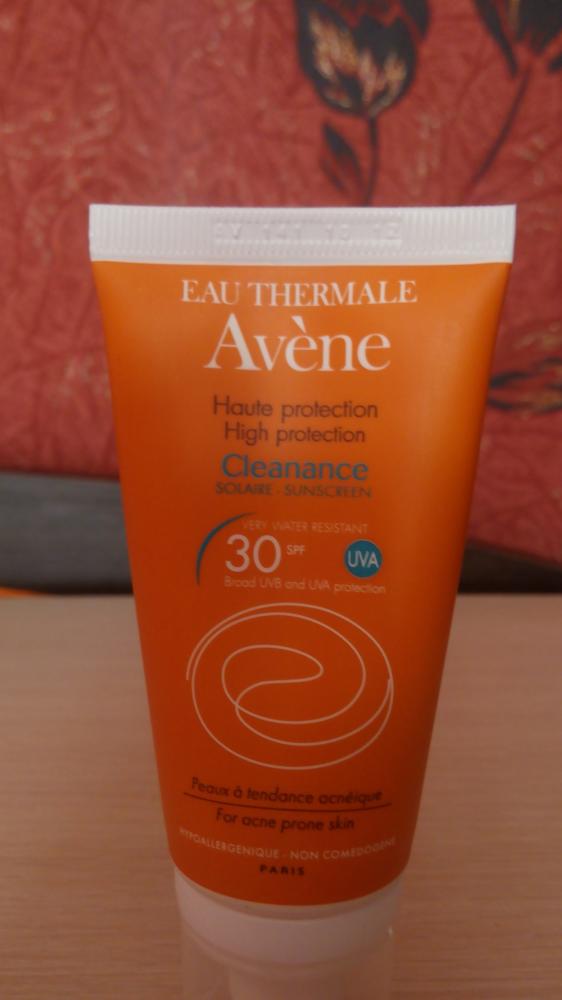 EAU THERMALE
Avène
Haute protection
High protection
Cleanance
SOLAIRE - SUNSCREEN
VERY WATER RESISTANT
30 SPF
UVA
Broad UVB and UVA protection
Peaux à tendance acnéique
For acne prone skin
HYPOALLERGENIQUE - NON COMEDOGENE
PARIS